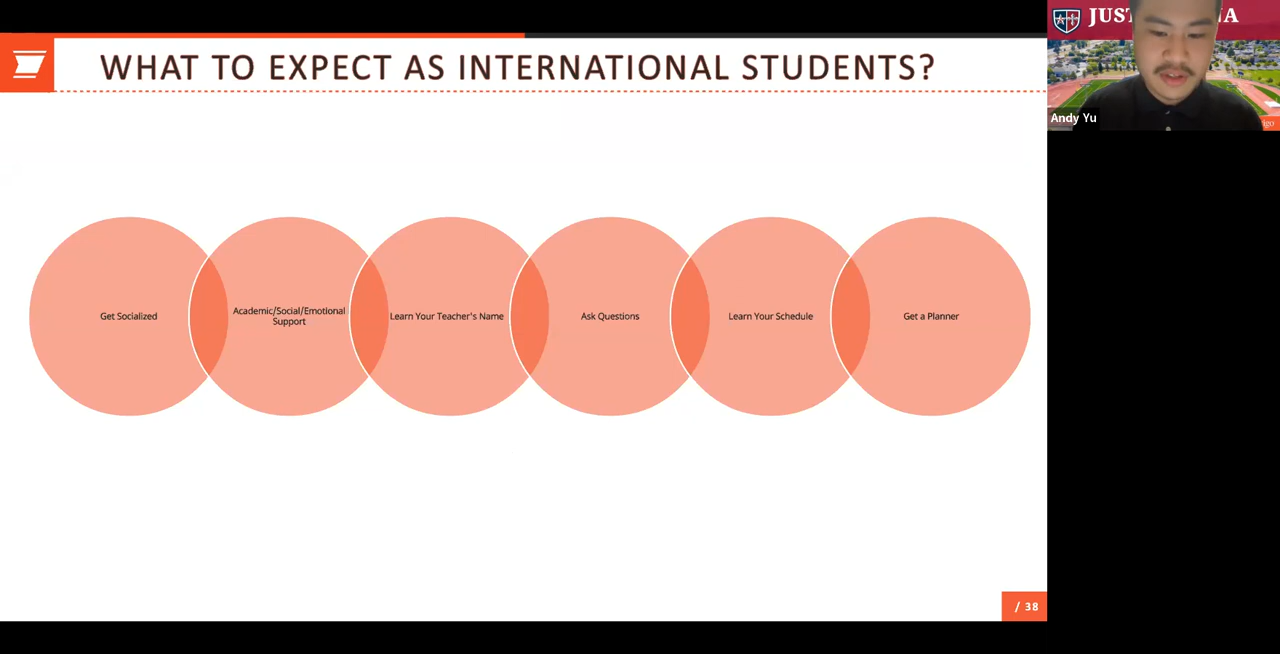 WHAT TO EXPECT AS INTERNATIONAL STUDENTS?
Get Socialized
Academic/Social/Emotional
Support
Learn Your Teacher's Name
Ask Questions
Learn Your Schedule
Get a Planner
/ 38
Andy Yu